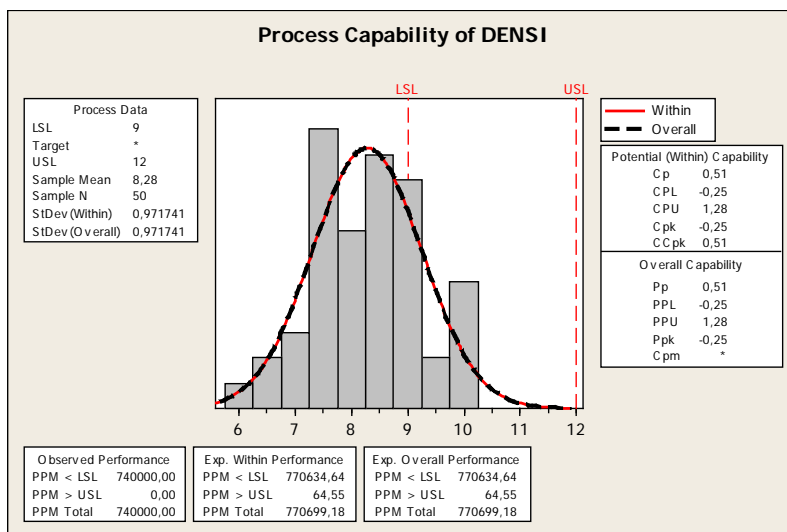 Process Capability of DENSI
LSL
USL
Process Data
LSL 9
Target *
USL 12
Sample Mean 8,28
Sample N 50
StDev(Within) 0,971741
StDev(Overall) 0,971741
Within
Overall
Potential (Within) Capability
Cp 0,51
CPL -0,25
CPU 1,28
Cpk -0,25
CCpk 0,51
Overall Capability
Pp 0,51
PPL -0,25
PPU 1,28
Ppk -0,25
Cpm *
6 7 8 9 10 11 12
Observed Performance
PPM < LSL 740000,00
PPM > USL 0,00
PPM Total 740000,00
Exp. Within Performance
PPM < LSL 770634,64
PPM > USL 64,55
PPM Total 770699,18
Exp. Overall Performance
PPM < LSL 770634,64
PPM > USL 64,55
PPM Total 770699,18